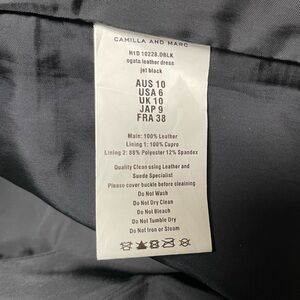 CAMILLA AND MARC
H1D 10228.DBLK
ogata leather dress
jet black
AUS 10
USA 6
UK 10
JAP 9
FRA 38
Main: 100% Leather
Lining 1: 100% Cupro
Lining 2: 88% Polyester 12% Spandex
Quality Clean using Leather and
Suede Specialist
Please cover buckle before cleaning
Do Not Wash
Do Not Dry Clean
Do Not Bleach
Do Not Tumble Dry
Do Not Iron or Steam